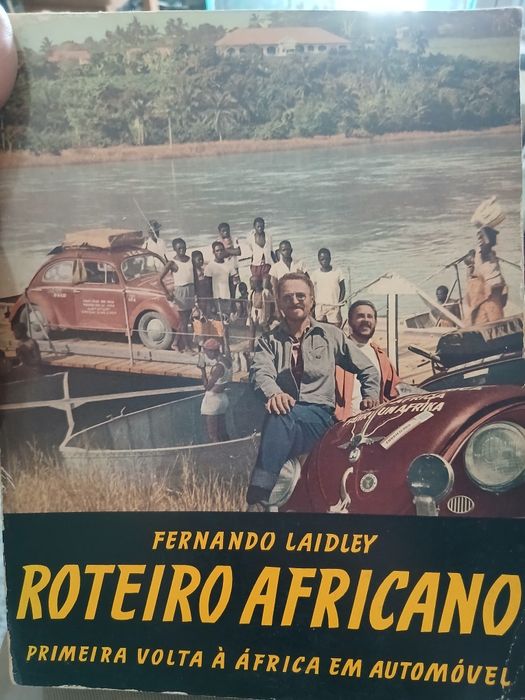 FERNANDO LAIDLEY
ROTEIRO AFRICANO
PRIMEIRA VOLTA À ÁFRICA EM AUTOMÓVEL